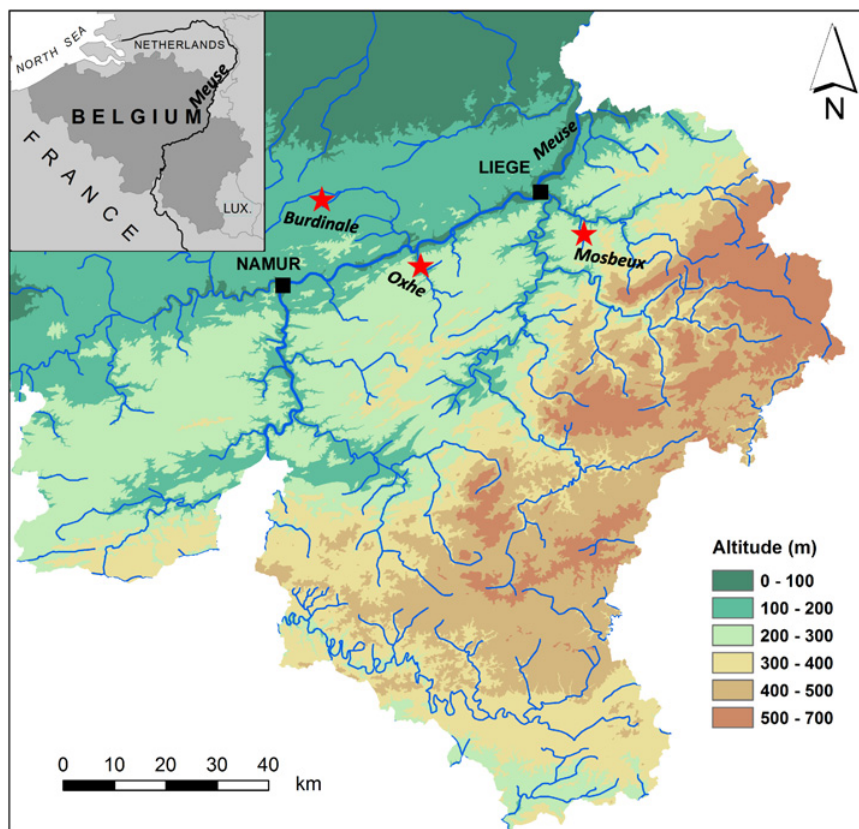 NORTH SEA
NETHERLANDS
Meuse
BELGIUM
FRANCE
LUX.
N
Meuse
LIEGE
Burdinale
Mosbeux
Oxhe
NAMUR
Altitude (m)
0 - 100
100 - 200
200 - 300
300 - 400
400 - 500
500 - 700
0 10 20 30 40
km